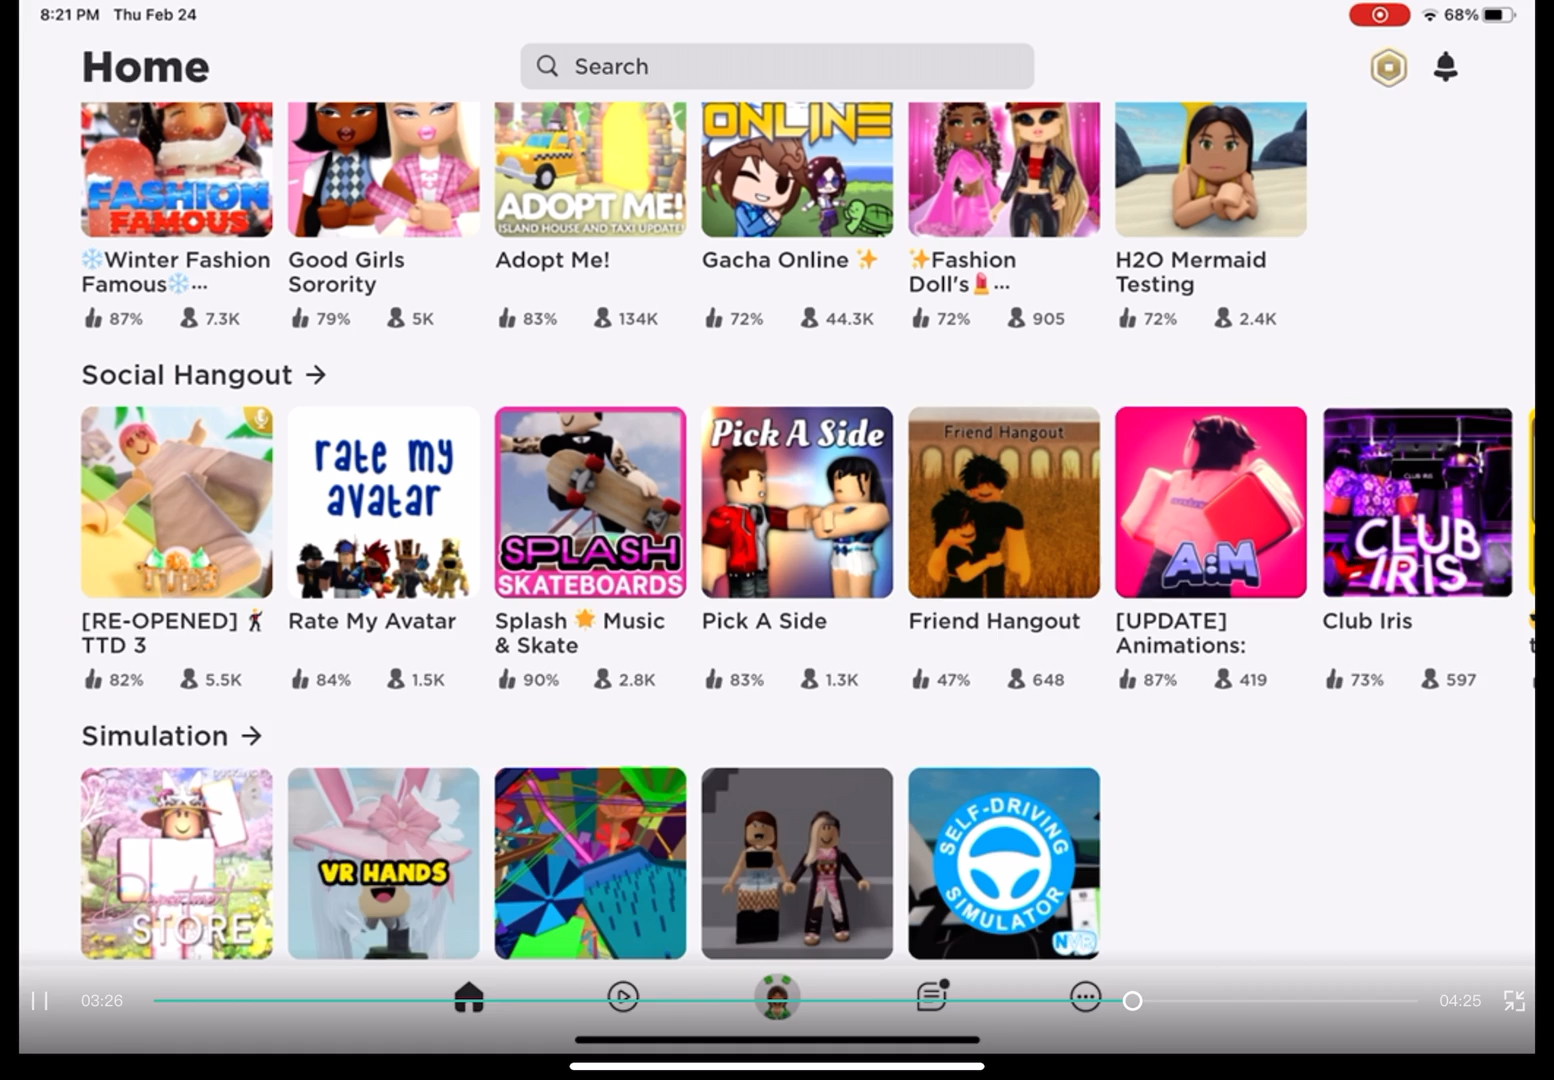 8:21 PM Thu Feb 24
68%
Home
Search
FASHION
FAMOUS
ADOPT ME!
ISLAND HOUSE AND TAXI UPDATE!
ONLINE
❄️Winter Fashion
Famous❄️...
Good Girls
Sorority
Adopt Me!
Gacha Online ✨
✨Fashion
Doll's💄...
H2O Mermaid
Testing
87% 7.3K
79% 5K
83% 134K
72% 44.3K
72% 905
72% 2.4K
Social Hangout →
TTD3
rate my
avatar
SPLASH
SKATEBOARDS
Pick A Side
Friend Hangout
A:M
CLUB IRIS
CLUB
IRIS
[RE-OPENED] 🕺
TTD 3
Rate My Avatar
Splash 🌟 Music
& Skate
Pick A Side
Friend Hangout
[UPDATE]
Animations:
Club Iris
82% 5.5K
84% 1.5K
90% 2.8K
83% 1.3K
47% 648
87% 419
73% 597
Simulation →
Department
STORE
VR HANDS
SELF-DRIVING
SIMULATOR
NVR
03:26
04:25